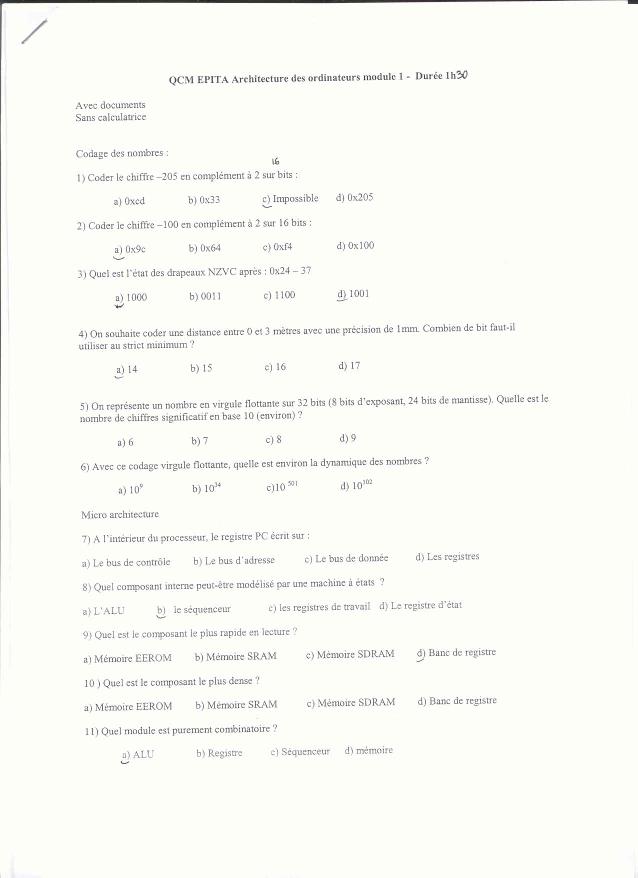 QCM EPITA Architecture des ordinateurs module 1 - Durée 1h30
Avec documents
Sans calculatrice
Codage des nombres :
16
1) Coder le chiffre –205 en complément à 2 sur bits :
a) 0xcd b) 0x33 c) Impossible d) 0x205
2) Coder le chiffre –100 en complément à 2 sur 16 bits :
a) 0x9c b) 0x64 c) 0xf4 d) 0x100
3) Quel est l'état des drapeaux NZVC après : 0x24 – 37
a) 1000 b) 0011 c) 1100 d) 1001
4) On souhaite coder une distance entre 0 et 3 mètres avec une précision de 1mm. Combien de bit faut-il
utiliser au strict minimum ?
a) 14 b) 15 c) 16 d) 17
5) On représente un nombre en virgule flottante sur 32 bits (8 bits d'exposant, 24 bits de mantisse). Quelle est le
nombre de chiffres significatif en base 10 (environ) ?
a) 6 b) 7 c) 8 d) 9
6) Avec ce codage virgule flottante, quelle est environ la dynamique des nombres ?
a) 10^9 b) 10^34 c)10^501 d) 10^102
Micro architecture
7) A l'intérieur du processeur, le registre PC écrit sur :
a) Le bus de contrôle b) Le bus d'adresse c) Le bus de donnée d) Les registres
8) Quel composant interne peut-être modélisé par une machine à états ?
a) L'ALU b) le séquenceur c) les registres de travail d) Le registre d'état
9) Quel est le composant le plus rapide en lecture ?
a) Mémoire EEROM b) Mémoire SRAM c) Mémoire SDRAM d) Banc de registre
10 ) Quel est le composant le plus dense ?
a) Mémoire EEROM b) Mémoire SRAM c) Mémoire SDRAM d) Banc de registre
11) Quel module est purement combinatoire ?
a) ALU b) Registre c) Séquenceur d) mémoire